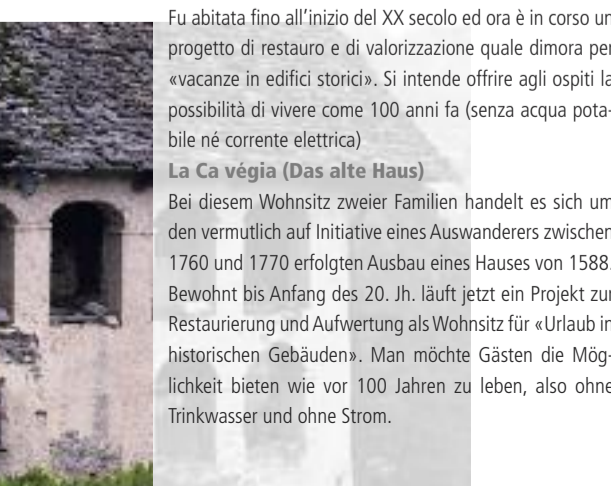 Fu abitata fino all'inizio del XX secolo ed ora è in corso un
progetto di restauro e di valorizzazione quale dimora per
«vacanze in edifici storici». Si intende offrire agli ospiti la
possibilità di vivere come 100 anni fa (senza acqua pota-
bile né corrente elettrica)
La Ca végia (Das alte Haus)
Bei diesem Wohnsitz zweier Familien handelt es sich um
den vermutlich auf Initiative eines Auswanderers zwischen
1760 und 1770 erfolgten Ausbau eines Hauses von 1588.
Bewohnt bis Anfang des 20. Jh. läuft jetzt ein Projekt zur
Restaurierung und Aufwertung als Wohnsitz für «Urlaub in
historischen Gebäuden». Man möchte Gästen die Mög-
lichkeit bieten wie vor 100 Jahren zu leben, also ohne
Trinkwasser und ohne Strom.